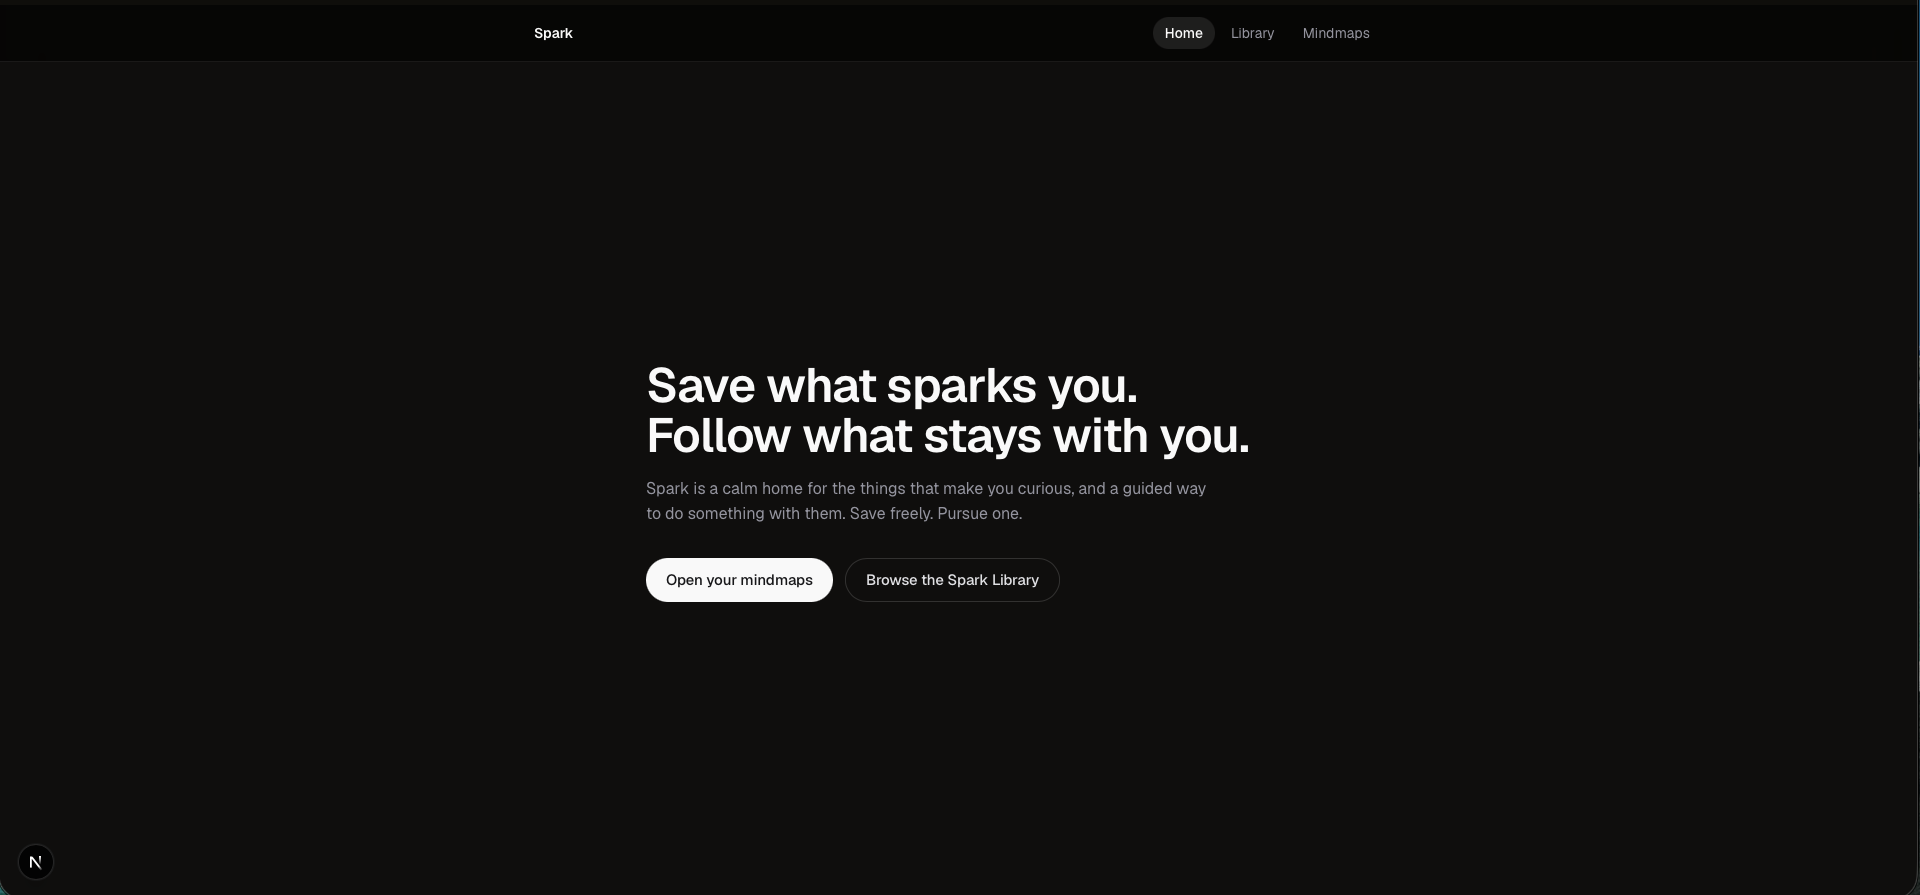 Spark
Home
Library
Mindmaps
Save what sparks you.
Follow what stays with you.
Spark is a calm home for the things that make you curious, and a guided way
to do something with them. Save freely. Pursue one.
Open your mindmaps
Browse the Spark Library
N